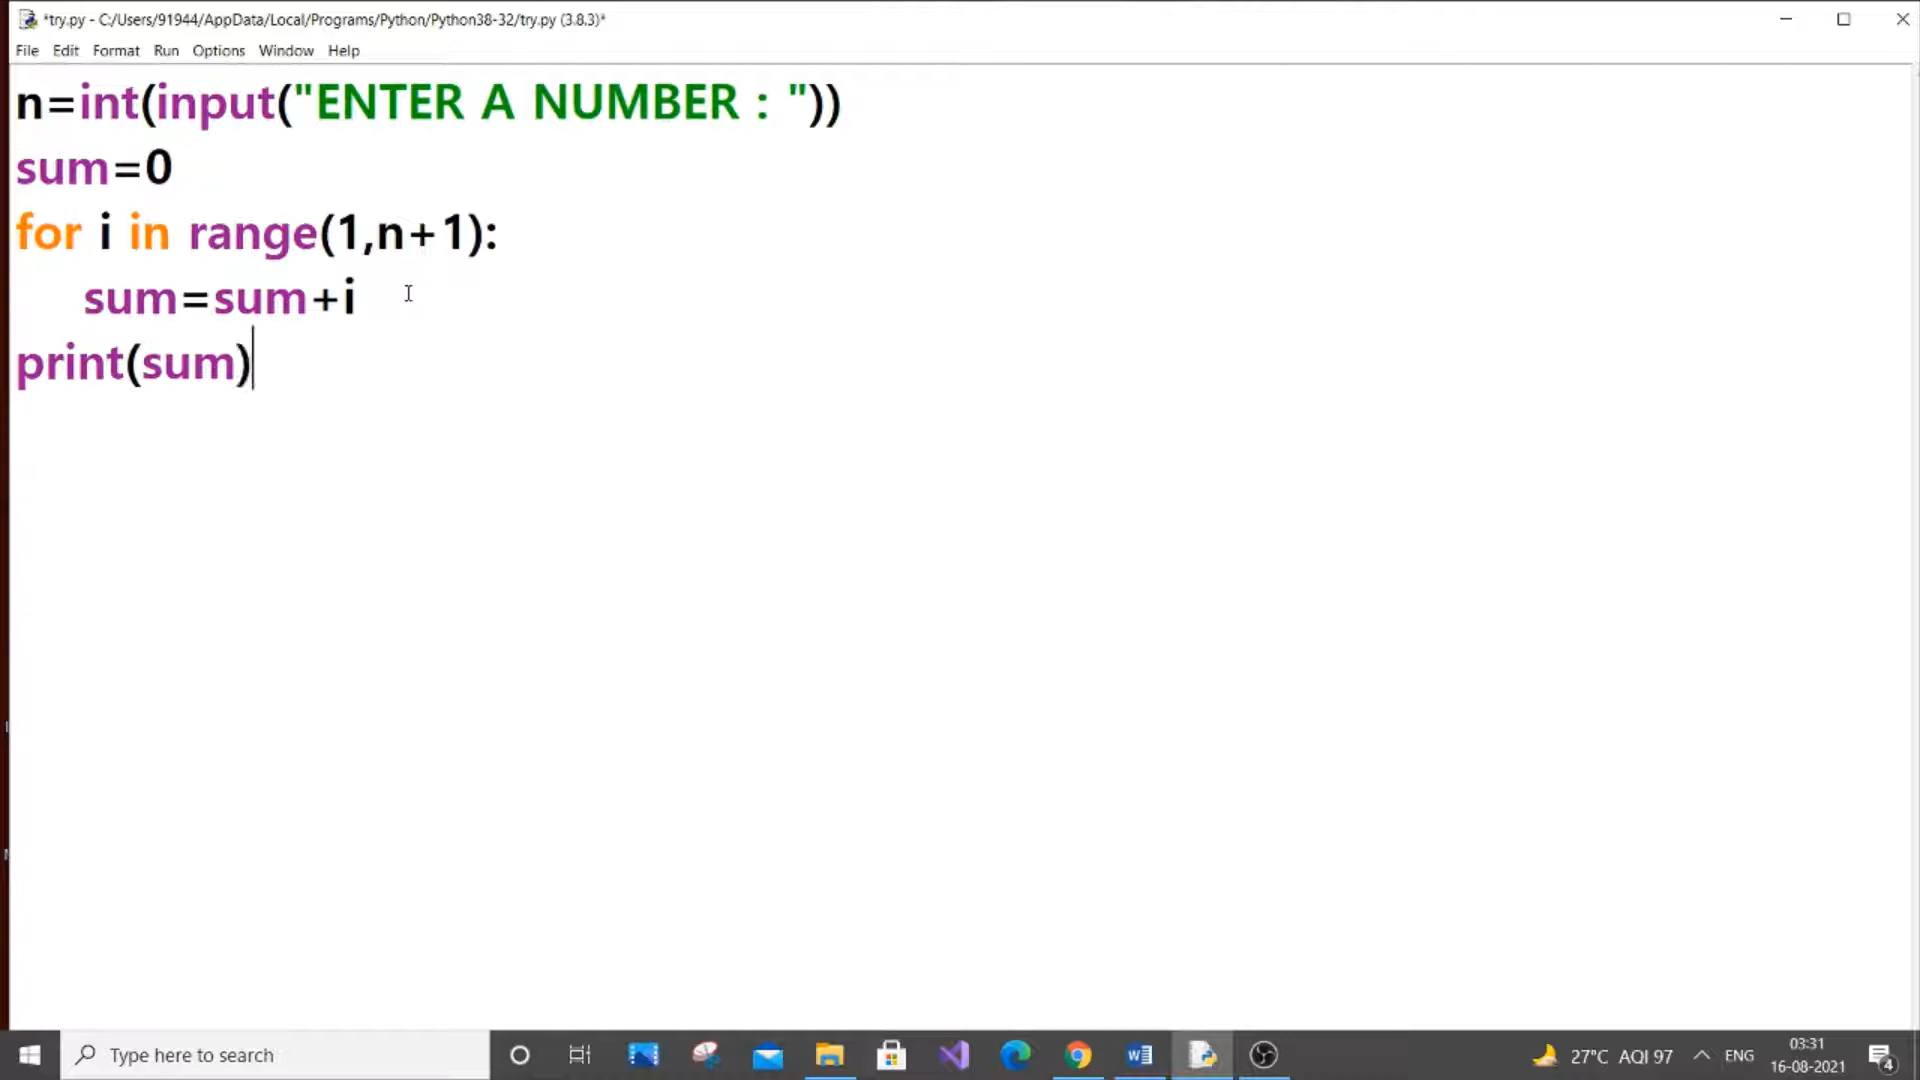 *try.py - C:/Users/91944/AppData/Local/Programs/Python/Python38-32/try.py (3.8.3)*
File Edit Format Run Options Window Help
n=int(input("ENTER A NUMBER : "))
sum=0
for i in range(1,n+1):
    sum=sum+i
print(sum)
Type here to search
27°C AQI 97
ENG
03:31
16-08-2021
4